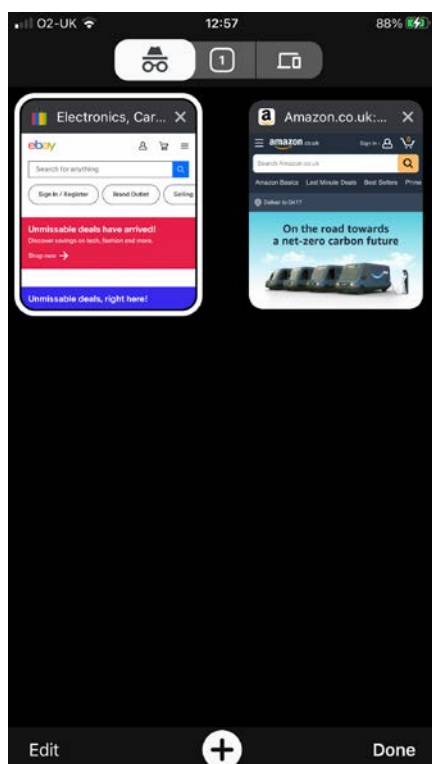 O2-UK 12:57 88%
1
Electronics, Car...
ebay
Search for anything
Sign In / Register Brand Outlet Selling
Unmissable deals have arrived!
Discover savings on tech, fashion and more.
Shop now →
Unmissable deals, right here!
a Amazon.co.uk:...
amazon.co.uk Sign in › 0
Search Amazon.co.uk
Amazon Basics Last Minute Deals Best Sellers Prime
Deliver to
On the road towards
a net-zero carbon future
Edit Done